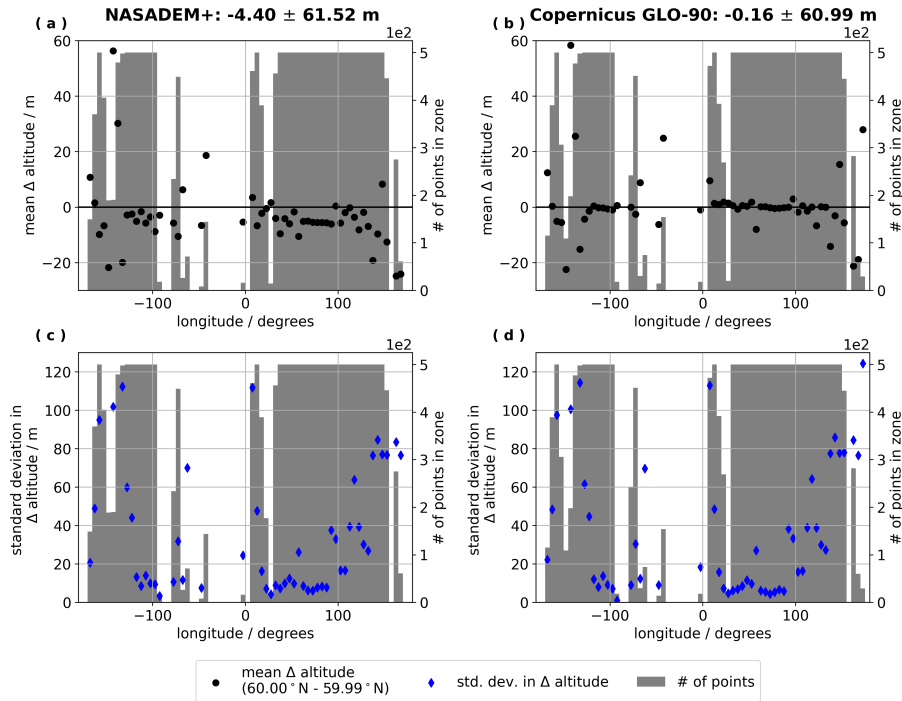 NASADEM+: -4.40 ± 61.52 m
Copernicus GLO-90: -0.16 ± 60.99 m
( a )
1e2
( b )
1e2
60
40
20
0
−20
mean Δ altitude / m
5
4
3
2
1
0
# of points in zone
−100
0
100
longitude / degrees
60
40
20
0
−20
mean Δ altitude / m
5
4
3
2
1
0
# of points in zone
−100
0
100
longitude / degrees
( c )
1e2
( d )
1e2
120
100
80
60
40
20
0
standard deviation in
Δ altitude / m
5
4
3
2
1
0
# of points in zone
−100
0
100
longitude / degrees
120
100
80
60
40
20
0
standard deviation in
Δ altitude / m
5
4
3
2
1
0
# of points in zone
−100
0
100
longitude / degrees
mean Δ altitude
(60.00°N - 59.99°N)
std. dev. in Δ altitude
# of points